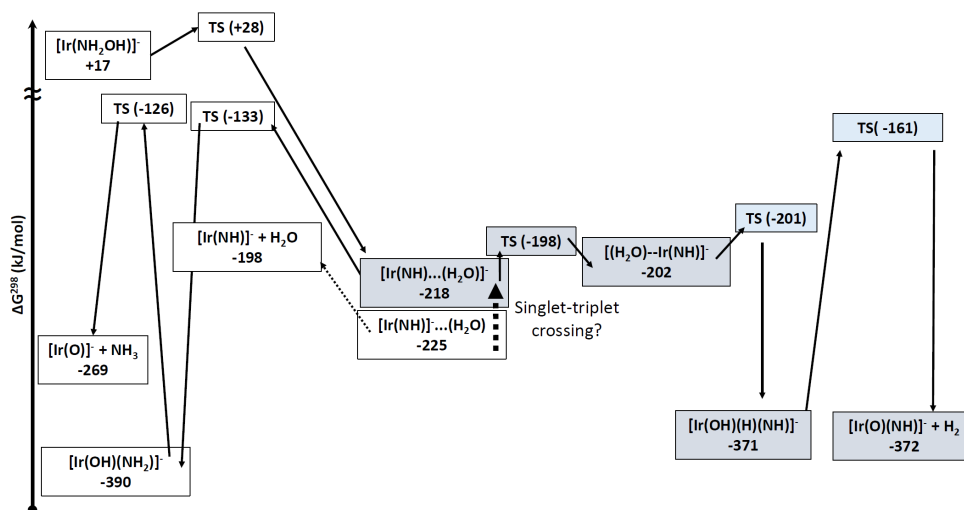 ΔG²⁹⁸ (kJ/mol)
[Ir(NH₂OH)]⁻
+17
TS (+28)
TS (-126)
TS (-133)
[Ir(NH)]⁻ + H₂O
-198
[Ir(O)]⁻ + NH₃
-269
[Ir(OH)(NH₂)]⁻
-390
[Ir(NH)...(H₂O)]⁻
-218
[Ir(NH)]⁻...(H₂O)
-225
Singlet-triplet
crossing?
TS (-198)
[(H₂O)--Ir(NH)]⁻
-202
TS (-201)
TS( -161)
[Ir(OH)(H)(NH)]⁻
-371
[Ir(O)(NH)]⁻ + H₂
-372